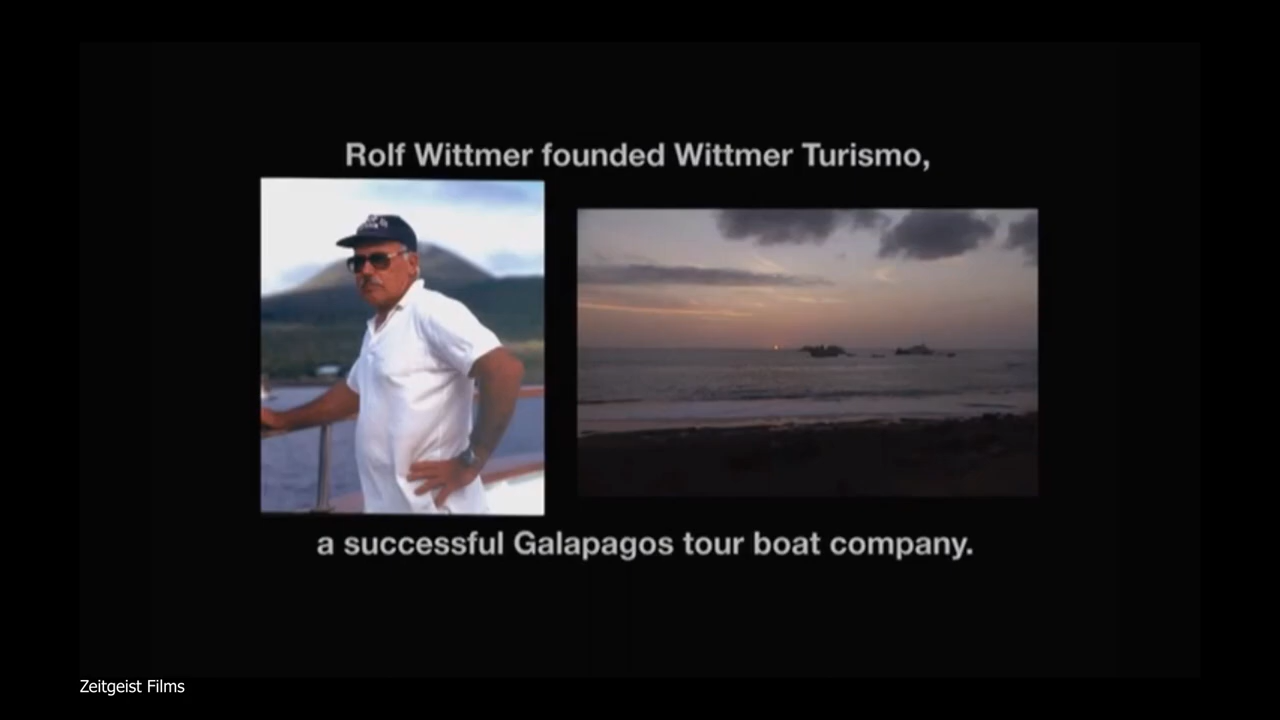 Rolf Wittmer founded Wittmer Turismo,
a successful Galapagos tour boat company.
Zeitgeist Films